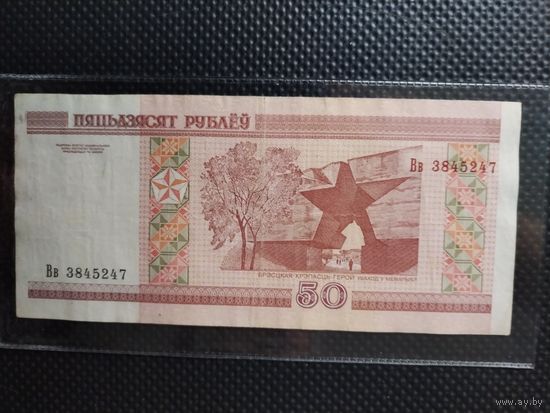 ПЯЦЬДЗЯСЯТ РУБЛЁЎ
Вв 3845247
БРЭСЦКАЯ КРЭПАСЦЬ-ГЕРОЙ
Вв 3845247
50
www.ay.by